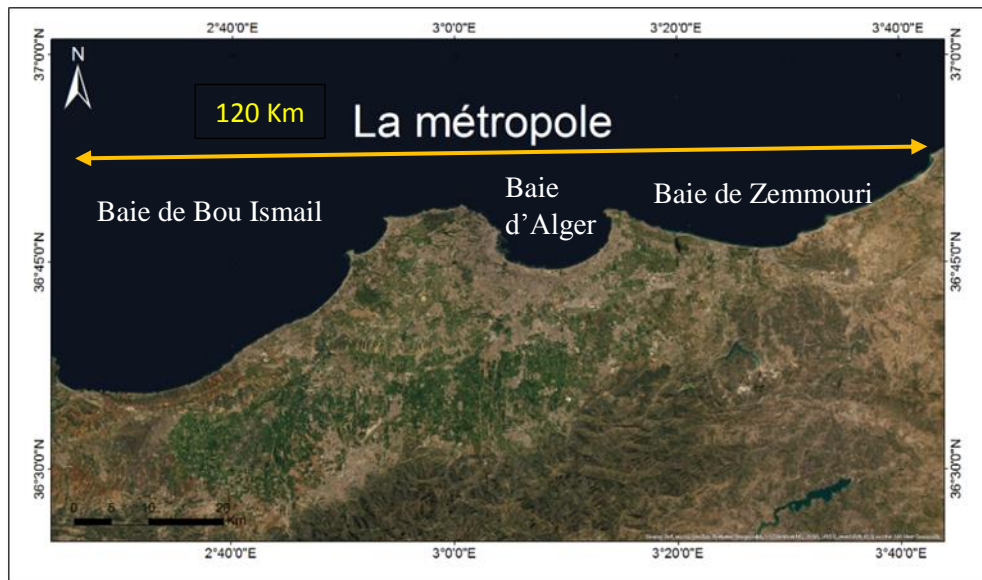 2°40'0"E 3°0'0"E 3°20'0"E 3°40'0"E
37°0'0"N 37°0'0"N
N
120 Km
La métropole
Baie de Bou Ismail
Baie
d'Alger
Baie de Zemmouri
36°45'0"N 36°45'0"N
36°30'0"N 36°30'0"N
0 5 10 20
Km
2°40'0"E 3°0'0"E 3°20'0"E 3°40'0"E